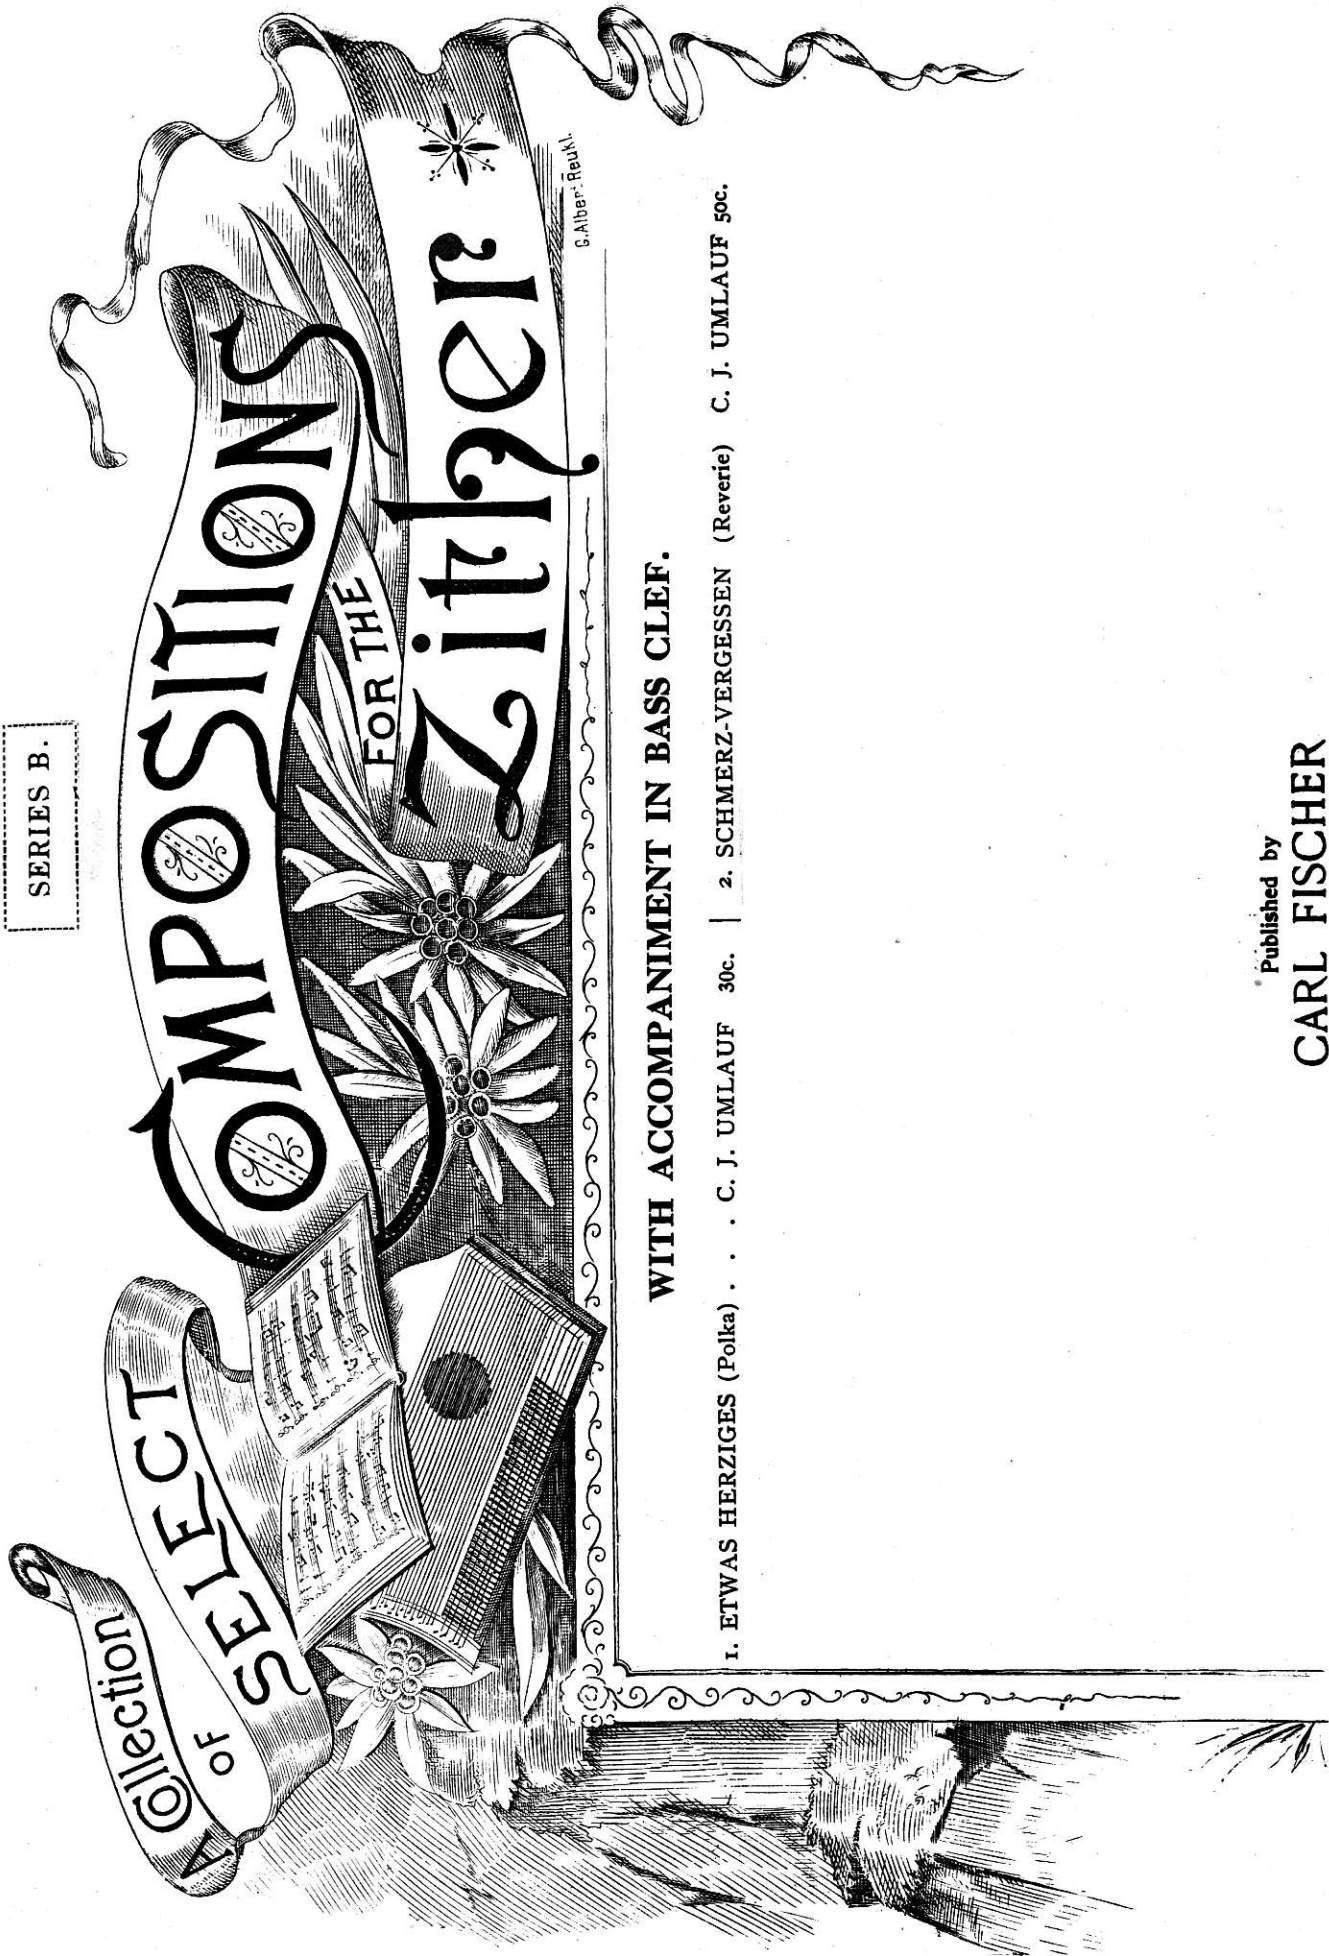 SERIES B.
A Collection
OF
SELECT
COMPOSITIONS
FOR THE
Zither
G. Albert Reukl.
WITH ACCOMPANIMENT IN BASS CLEF.
1. ETWAS HERZIGES (Polka) . . . C. J. UMLAUF 30c. | 2. SCHMERZ-VERGESSEN (Reverie) C. J. UMLAUF 50c.
Published by
CARL FISCHER